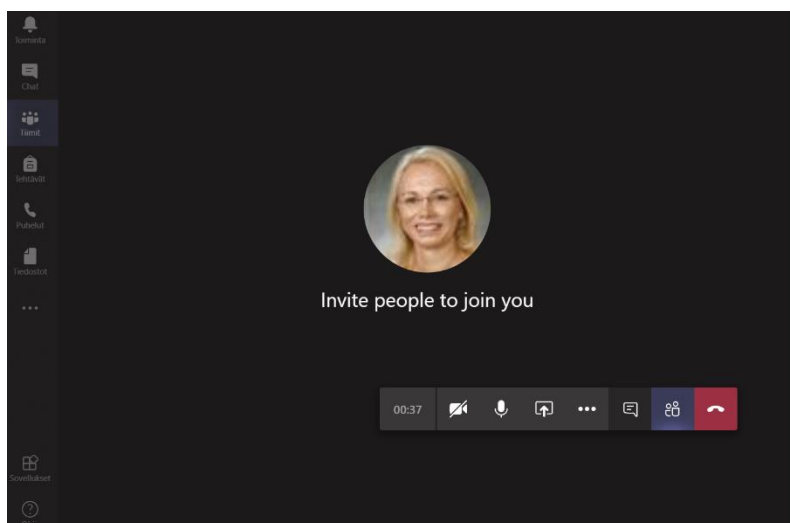 Toiminta
Chat
Tiimit
Tehtävät
Puhelut
Tiedostot
Invite people to join you
00:37
Sovellukset